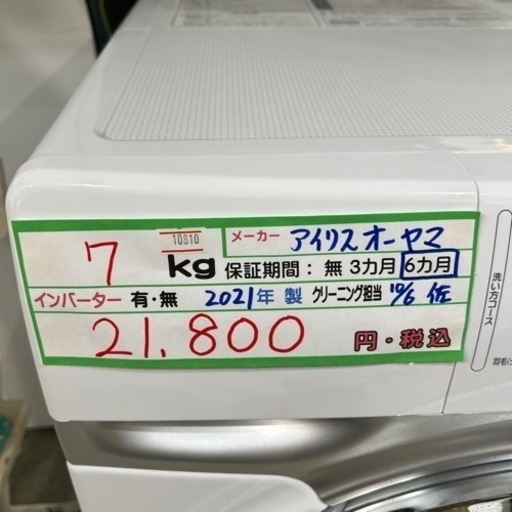 10810
メーカー アイリスオーヤマ
7 kg 保証期間: 無 3カ月 6カ月
インバーター 有・無 2021年 製 クリーニング担当 10/6 佐
21,800 円・税込
洗い方コース